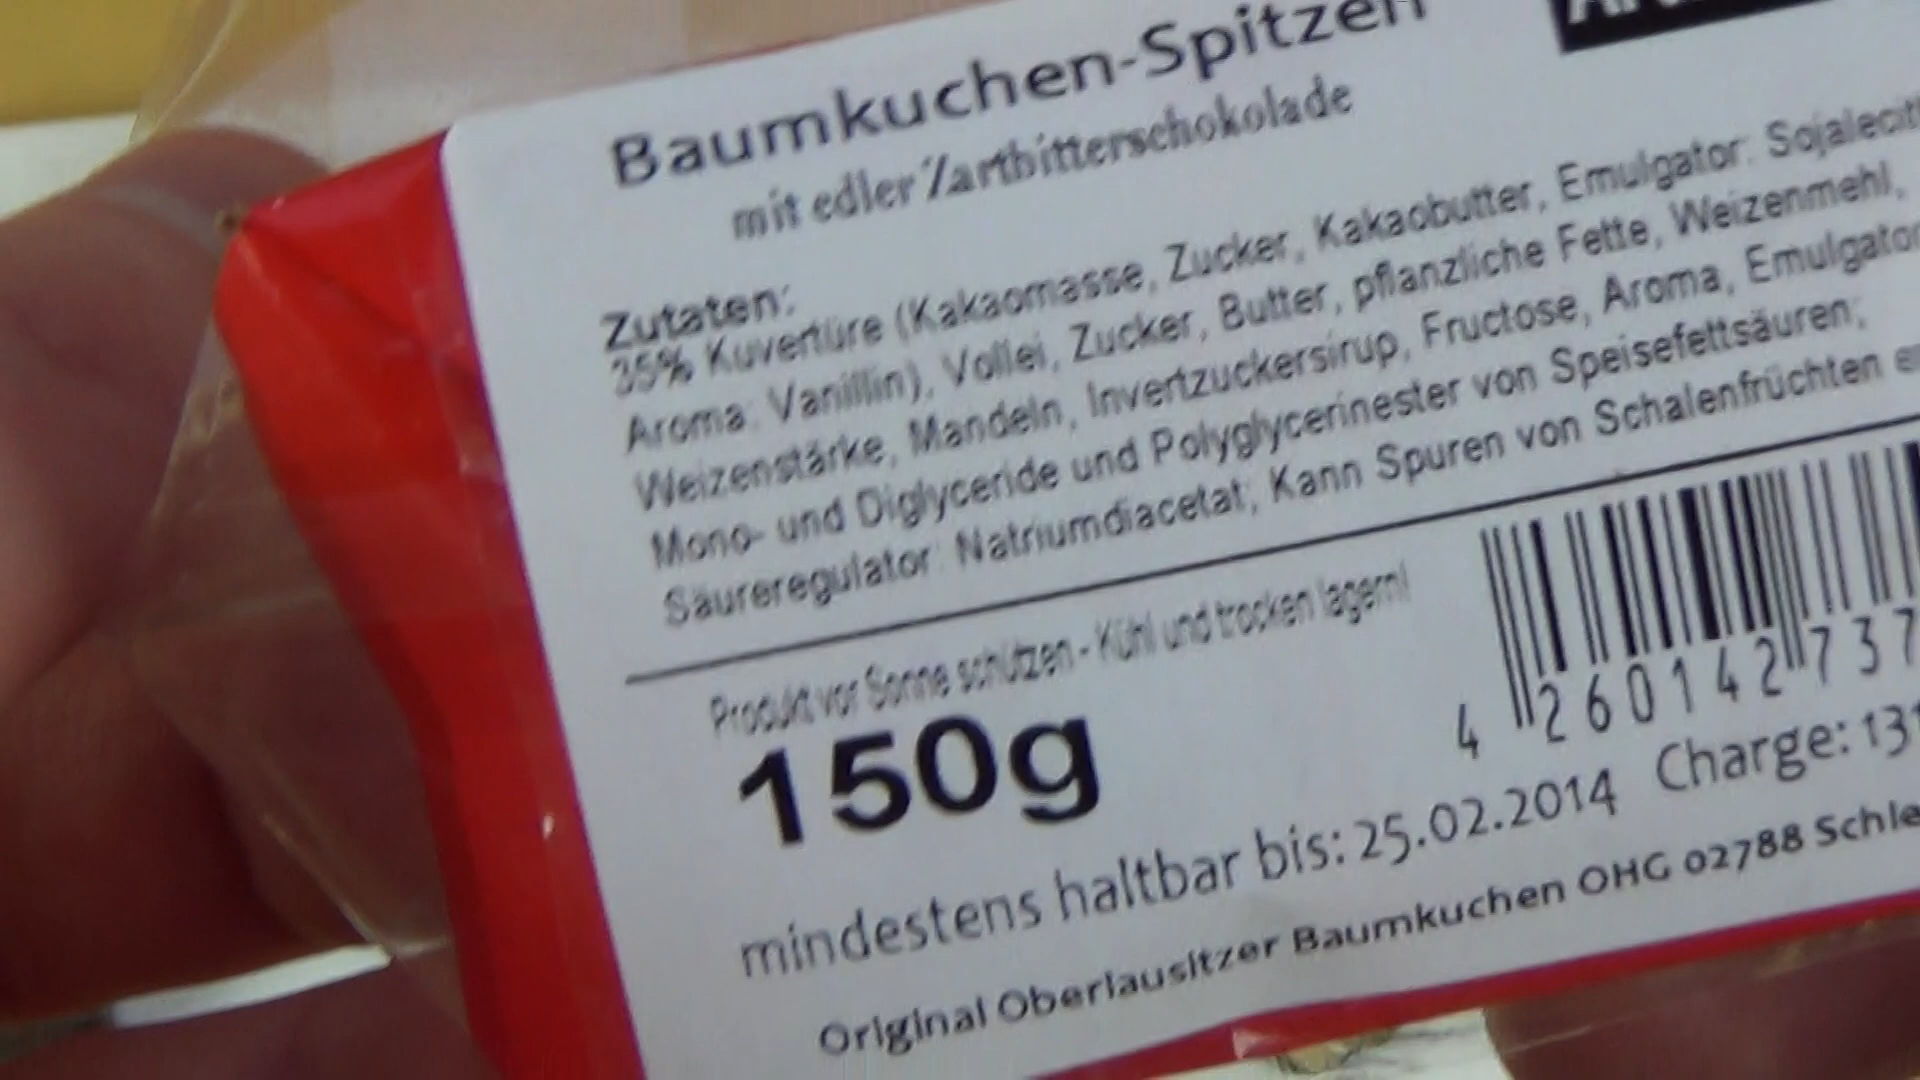 Baumkuchen-Spitzen
mit edler Zartbitterschokolade
Zutaten:
35% Kuvertüre (Kakaomasse, Zucker, Kakaobutter, Emulgator: Sojalecit
Aroma: Vanillin), Vollei, Zucker, Butter, pflanzliche Fette, Weizenmehl,
Weizenstärke, Mandeln, Invertzuckersirup, Fructose, Aroma, Emulgator
Mono- und Diglyceride und Polyglycerinester von Speisefettsäuren;
Säureregulator: Natriumdiacetat; Kann Spuren von Schalenfrüchten
Produkt vor Sonne schützen - Kühl und trocken lagern!
150g
4 260142 737
mindestens haltbar bis: 25.02.2014 Charge: 131
Original Oberlausitzer Baumkuchen OHG 02788 Schle